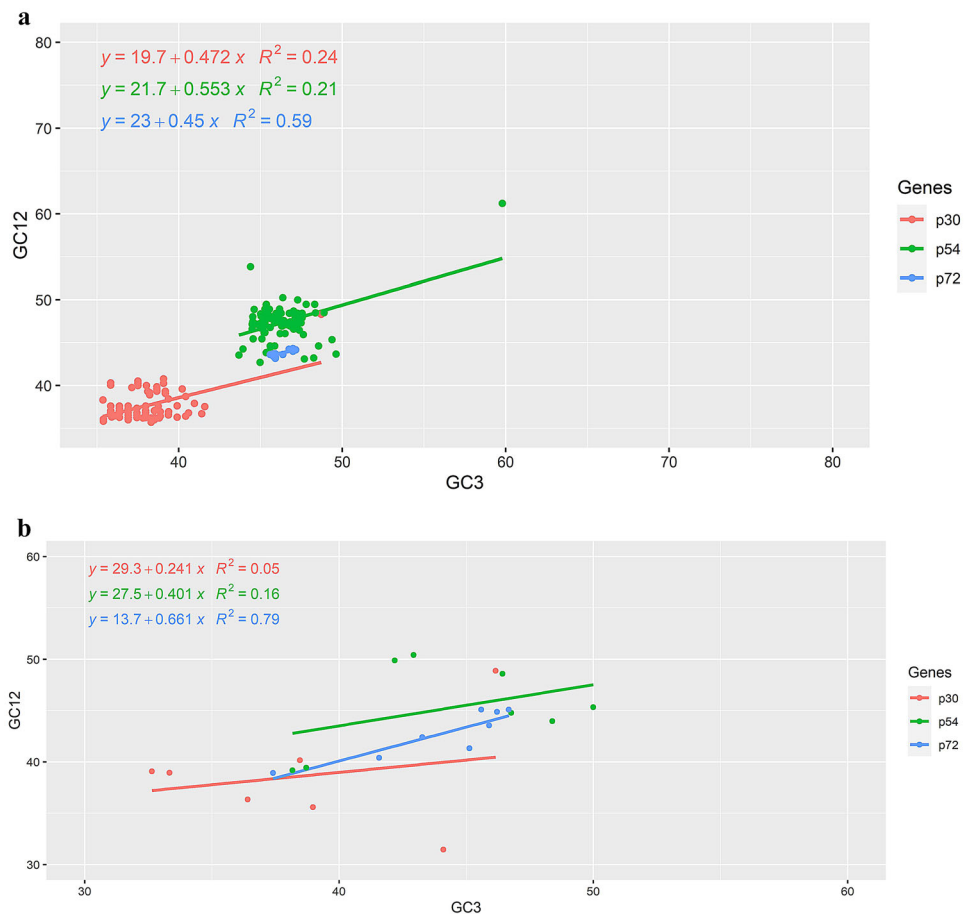 a
y = 19.7 + 0.472 x R² = 0.24
y = 21.7 + 0.553 x R² = 0.21
y = 23 + 0.45 x R² = 0.59
80
70
60
50
40
GC12
40 50 60 70 80
GC3
Genes
p30
p54
p72
b
y = 29.3 + 0.241 x R² = 0.05
y = 27.5 + 0.401 x R² = 0.16
y = 13.7 + 0.661 x R² = 0.79
60
50
40
30
GC12
30 40 50 60
GC3
Genes
p30
p54
p72